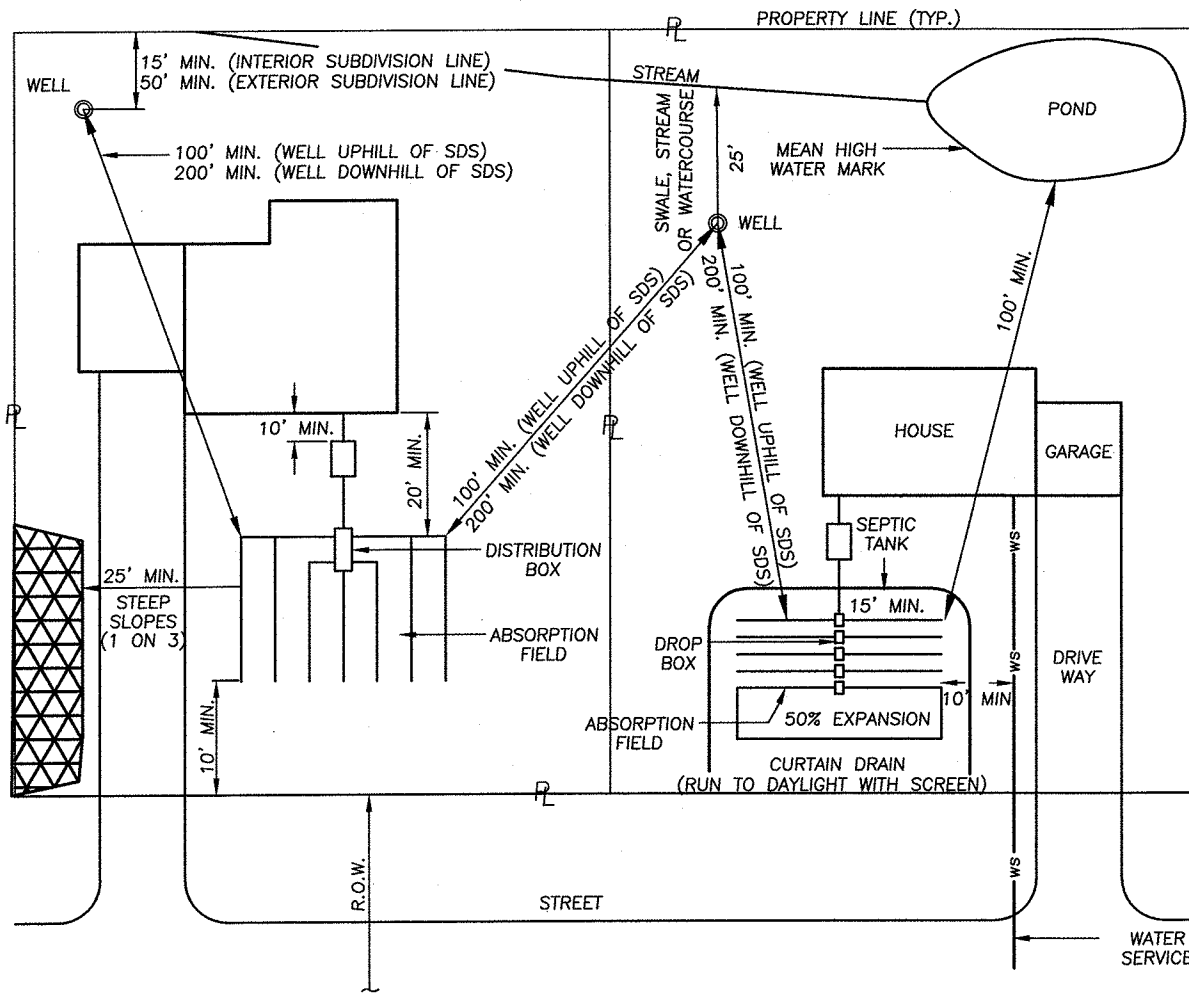 PROPERTY LINE (TYP.)
PL
15' MIN. (INTERIOR SUBDIVISION LINE)
50' MIN. (EXTERIOR SUBDIVISION LINE)
WELL
STREAM
POND
100' MIN. (WELL UPHILL OF SDS)
200' MIN. (WELL DOWNHILL OF SDS)
SWALE, STREAM
OR WATERCOURSE
25'
MEAN HIGH
WATER MARK
WELL
100' MIN.
100' MIN. (WELL UPHILL OF SDS)
200' MIN. (WELL DOWNHILL OF SDS)
100' MIN. (WELL UPHILL OF SDS)
200' MIN. (WELL DOWNHILL OF SDS)
PL
PL
10' MIN.
20' MIN.
HOUSE
GARAGE
SEPTIC
TANK
WS
DISTRIBUTION
BOX
25' MIN.
STEEP
SLOPES
(1 ON 3)
ABSORPTION
FIELD
15' MIN.
DROP
BOX
WS
DRIVE
WAY
10' MIN
10' MIN.
ABSORPTION
FIELD
50% EXPANSION
CURTAIN DRAIN
(RUN TO DAYLIGHT WITH SCREEN)
PL
R.O.W.
WS
STREET
WATER
SERVICE